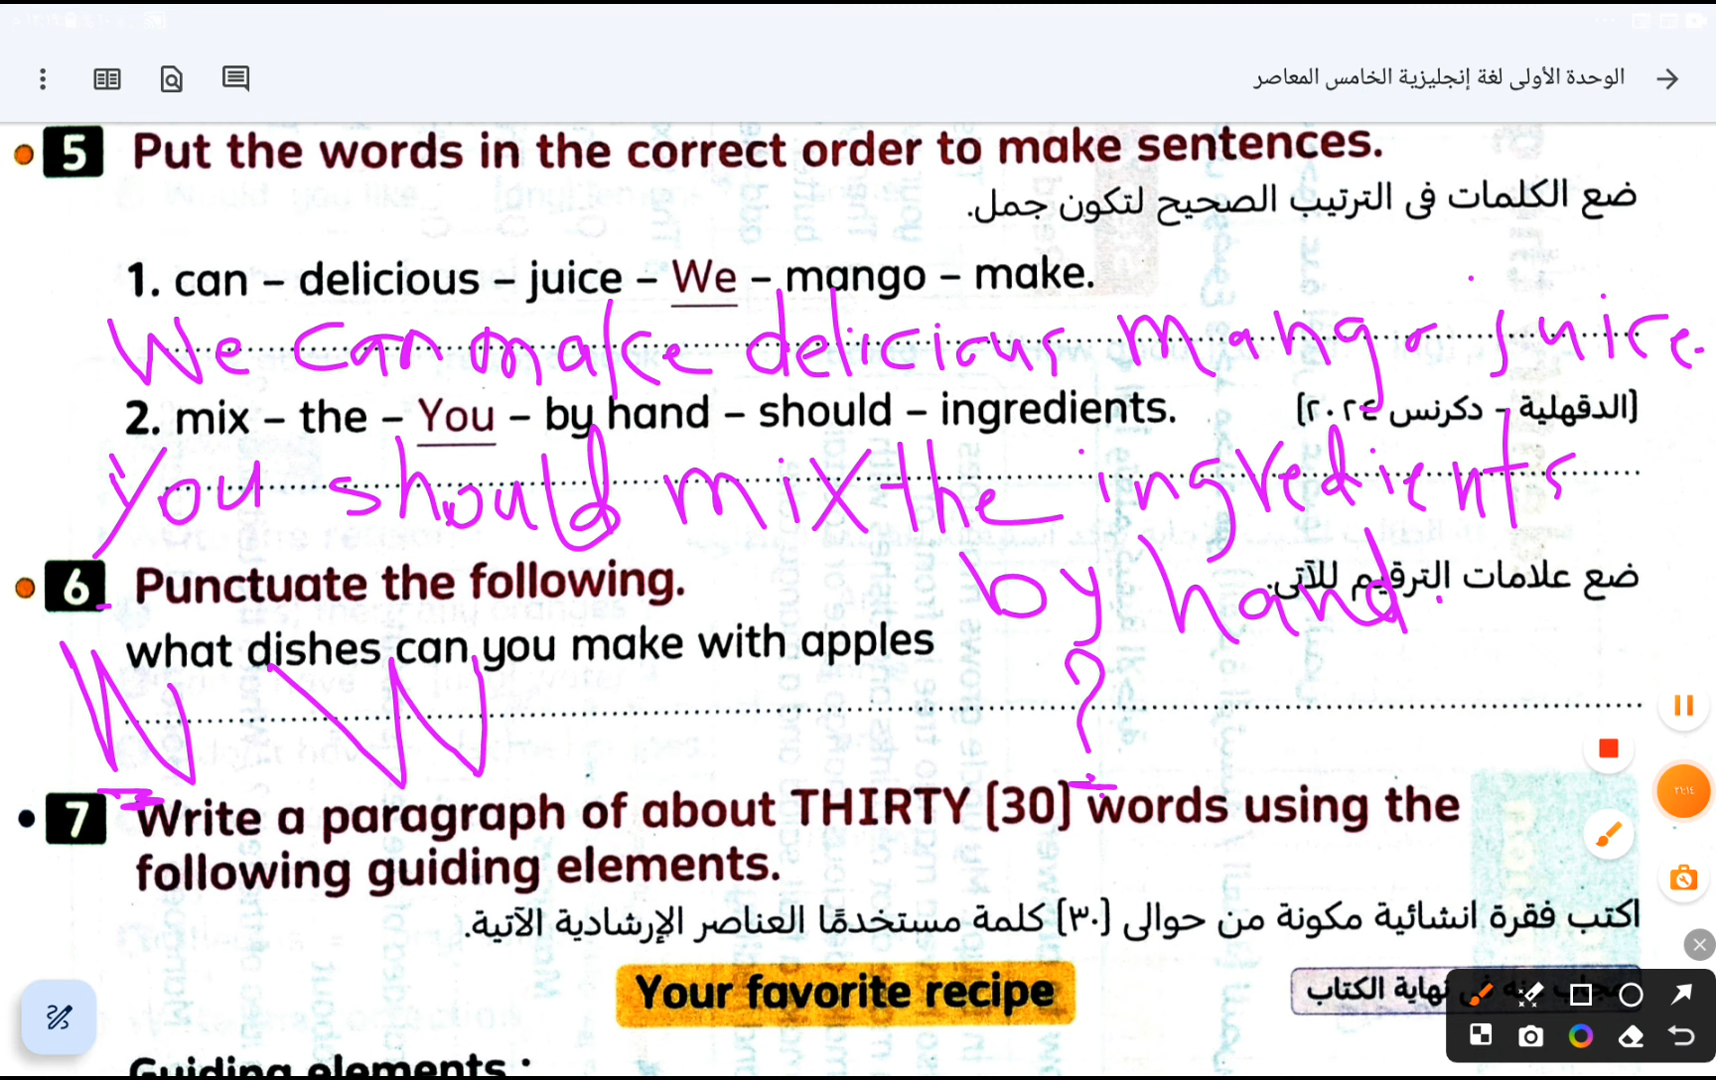 الوحدة الأولى لغة إنجليزية الخامس المعاصر
5 Put the words in the correct order to make sentences.
ضع الكلمات فى الترتيب الصحيح لتكون جمل.
1. can – delicious – juice – We – mango – make.
We can make delicious mango juice.
2. mix – the – You – by hand – should – ingredients.
[الدقهلية - دكرنس ٢٠٢٤]
You should mix the ingredients
by hand.
6 Punctuate the following.
ضع علامات الترقيم للآتى.
what dishes can you make with apples
W W ?
7 Write a paragraph of about THIRTY [30] words using the
following guiding elements.
اكتب فقرة انشائية مكونة من حوالى [٣٠] كلمة مستخدمًا العناصر الإرشادية الآتية.
Your favorite recipe
نهاية الكتاب
Guiding elements :
٢١:١٤